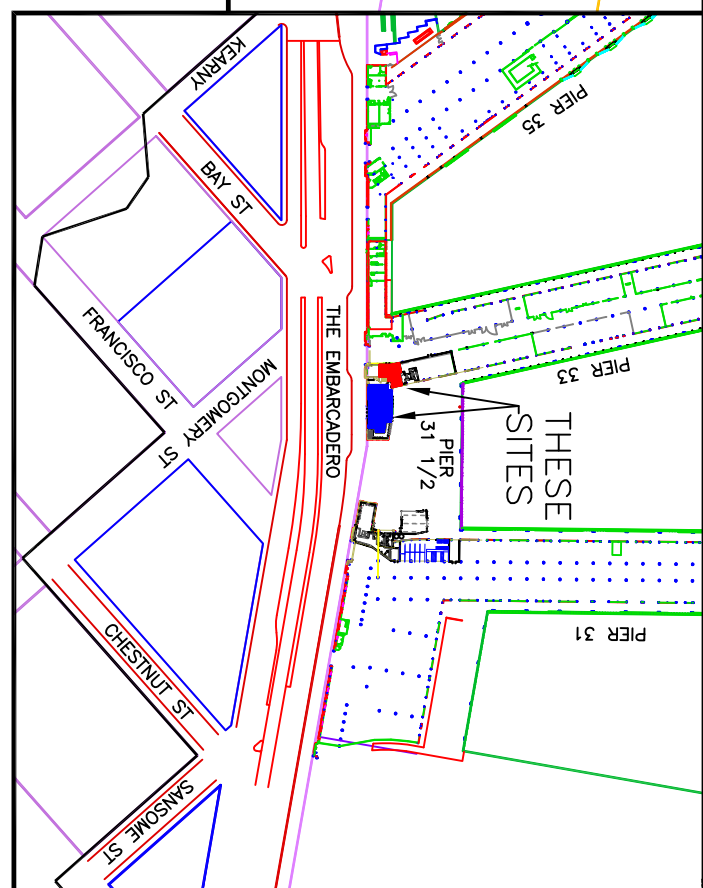 KEARNY
BAY ST
PIER 35
FRANCISCO ST
MONTGOMERY
ST
THE EMBARCADERO
PIER 33
THESE
SITES
PIER
31 1/2
PIER 31
CHESTNUT ST
SANSOME ST